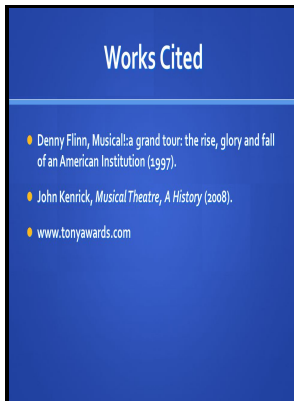 Works Cited
Denny Flinn, Musical!:a grand tour: the rise, glory and fall
of an American Institution (1997).
John Kenrick, Musical Theatre, A History (2008).
www.tonyawards.com